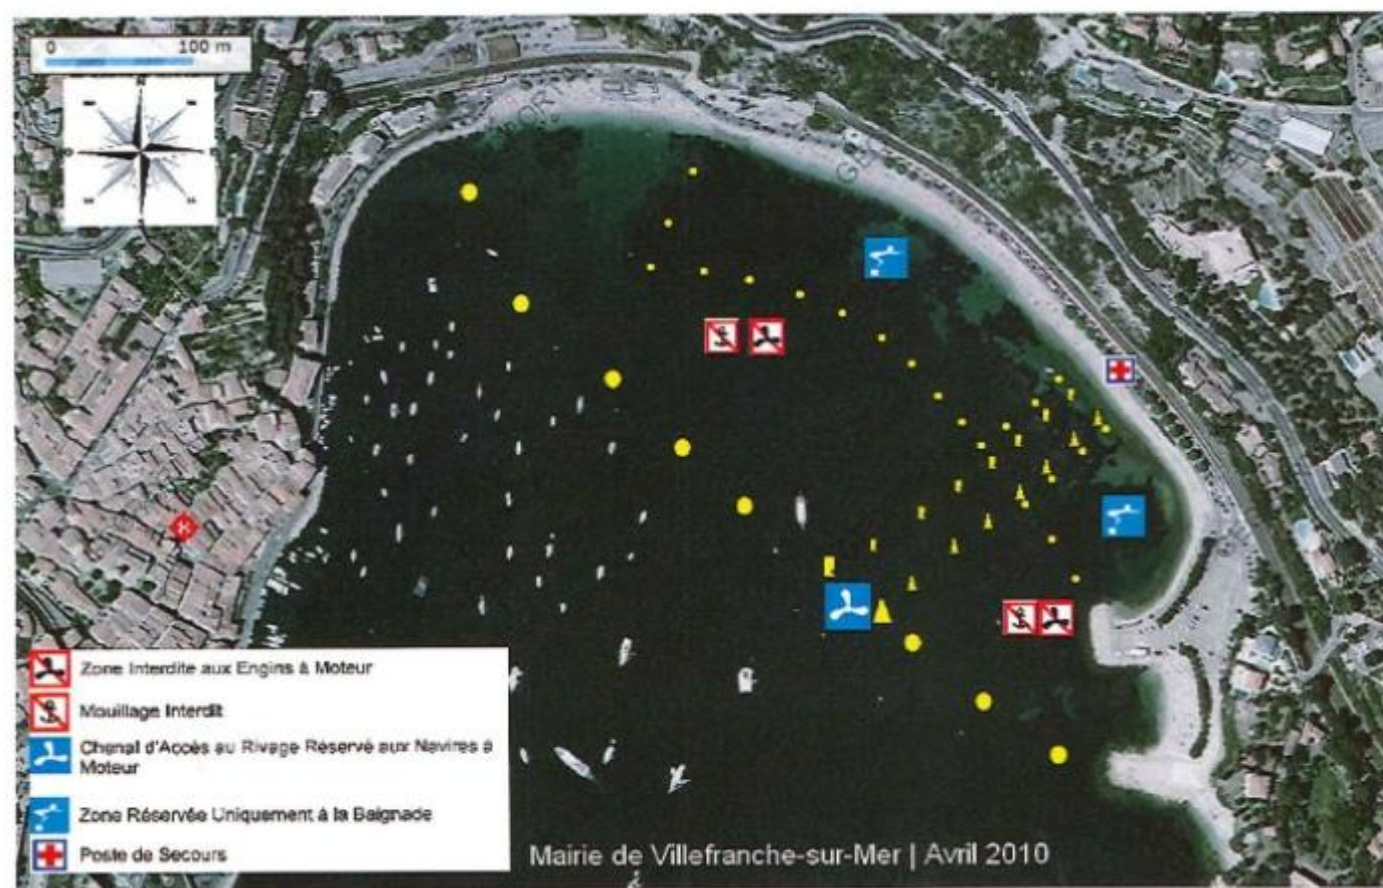 0 100 m
Zone Interdite aux Engins à Moteur
Mouillage Interdit
Chenal d'Accès au Rivage Réservé aux Navires à
Moteur
Zone Réservée Uniquement à la Baignade
Poste de Secours
Mairie de Villefranche-sur-Mer | Avril 2010